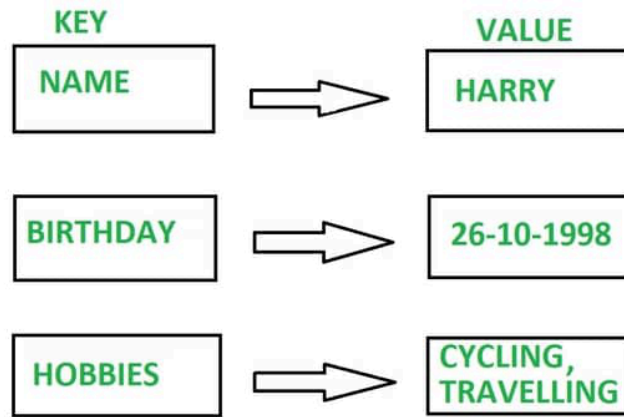 KEY
VALUE
NAME
HARRY
BIRTHDAY
26-10-1998
HOBBIES
CYCLING,
TRAVELLING